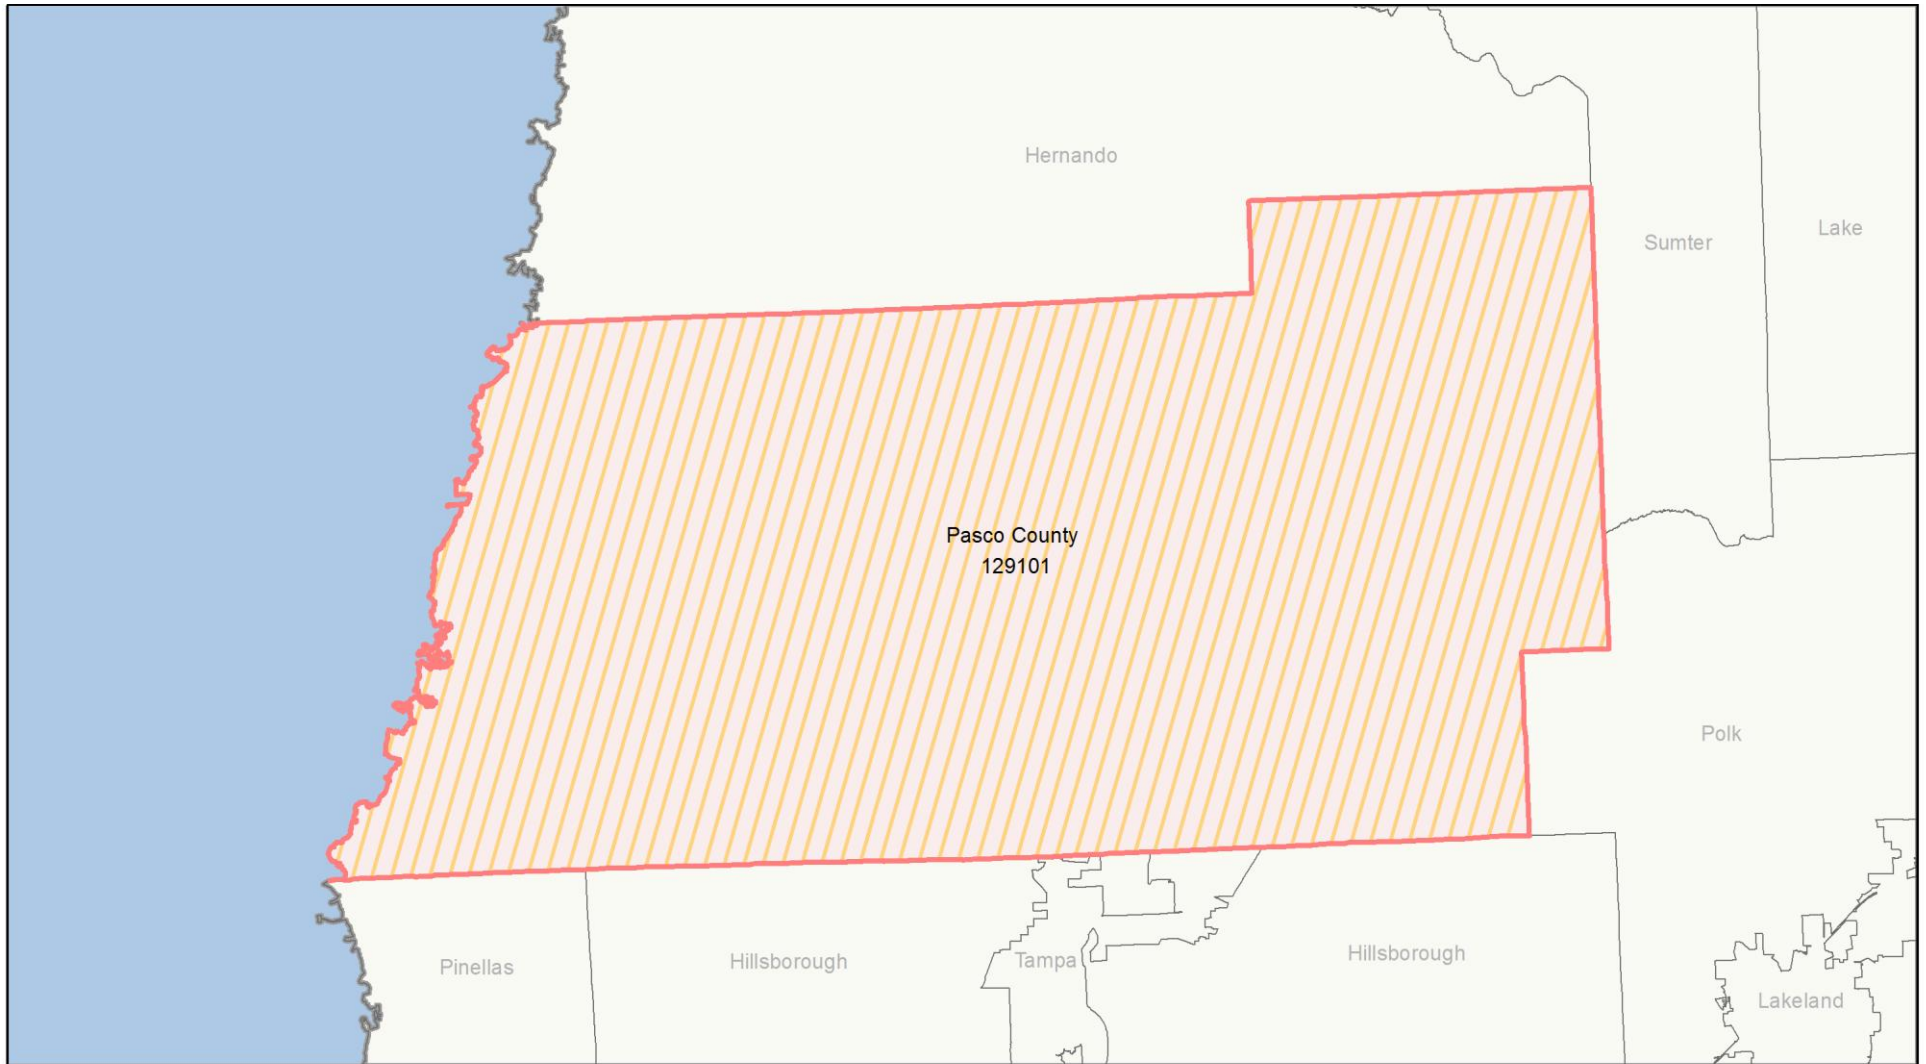 Hernando
Lake
Sumter
Pasco County
129101
Polk
Hillsborough
Tampa
Hillsborough
Pinellas
Lakeland